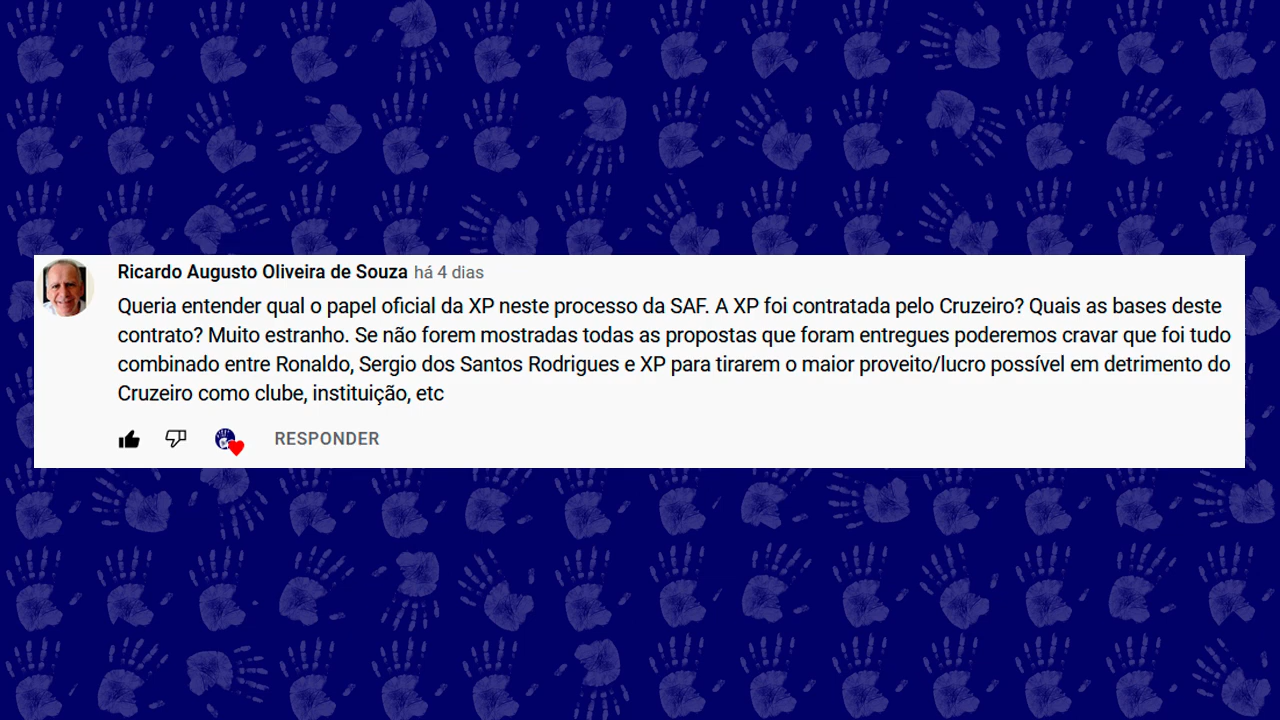 Ricardo Augusto Oliveira de Souza há 4 dias
Queria entender qual o papel oficial da XP neste processo da SAF. A XP foi contratada pelo Cruzeiro? Quais as bases deste
contrato? Muito estranho. Se não forem mostradas todas as propostas que foram entregues poderemos cravar que foi tudo
combinado entre Ronaldo, Sergio dos Santos Rodrigues e XP para tirarem o maior proveito/lucro possível em detrimento do
Cruzeiro como clube, instituição, etc
RESPONDER